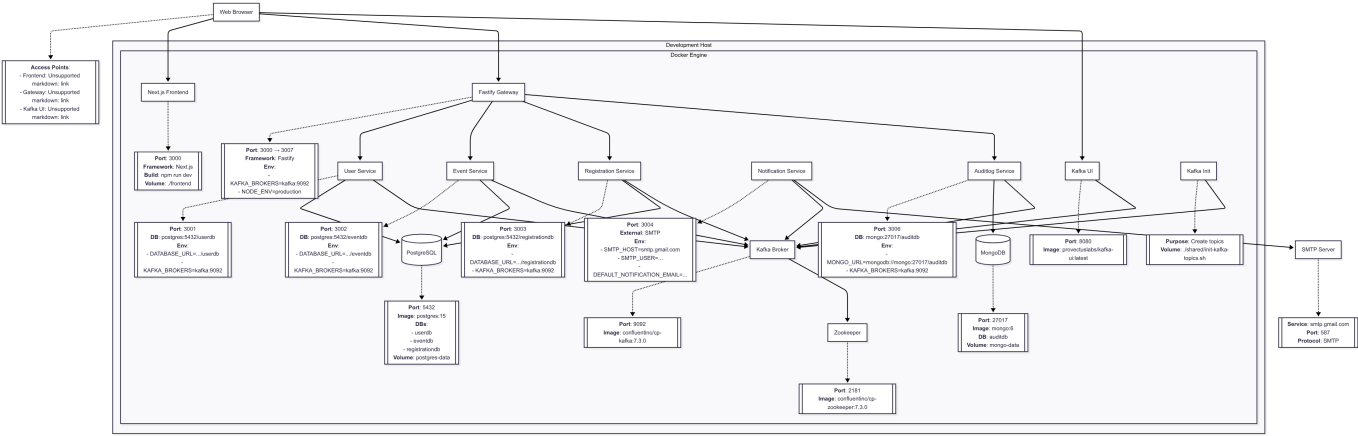 Web Browser
Development Host
Docker Engine
Access Points:
- Frontend: Unsupported
markdown: link
- Gateway: Unsupported
markdown: link
- Kafka UI: Unsupported
markdown: link
Next.js Frontend
Fastify Gateway
Port: 3000
Framework: Next.js
Build: npm run dev
Volume: ./frontend
Port: 3000 → 3007
Framework: Fastify
Env:
-
KAFKA_BROKERS=kafka:9092
- NODE_ENV=production
User Service
Event Service
Registration Service
Notification Service
Auditlog Service
Kafka UI
Kafka Init
Port: 3001
DB: postgres:5432/userdb
Env:
- DATABASE_URL=.../userdb
-
KAFKA_BROKERS=kafka:9092
Port: 3002
DB: postgres:5432/eventdb
Env:
- DATABASE_URL=.../eventdb
-
KAFKA_BROKERS=kafka:9092
PostgreSQL
Port: 3003
DB: postgres:5432/registrationdb
Env:
-
DATABASE_URL=.../registrationdb
- KAFKA_BROKERS=kafka:9092
Port: 3004
External: SMTP
Env:
- SMTP_HOST=smtp.gmail.com
- SMTP_USER=...
-
DEFAULT_NOTIFICATION_EMAIL=...
Kafka Broker
Port: 3006
DB: mongo:27017/auditdb
Env:
-
MONGO_URL=mongodb://mongo:27017/auditdb
- KAFKA_BROKERS=kafka:9092
MongoDB
Port: 8080
Image: provectuslabs/kafka-
ui:latest
Purpose: Create topics
Volume: ./shared/init-kafka-
topics.sh
SMTP Server
Port: 5432
Image: postgres:15
DBs:
- userdb
- eventdb
- registrationdb
Volume: postgres-data
Port: 9092
Image: confluentinc/cp-
kafka:7.3.0
Zookeeper
Port: 27017
Image: mongo:6
DB: auditdb
Volume: mongo-data
Service: smtp.gmail.com
Port: 587
Protocol: SMTP
Port: 2181
Image: confluentinc/cp-
zookeeper:7.3.0